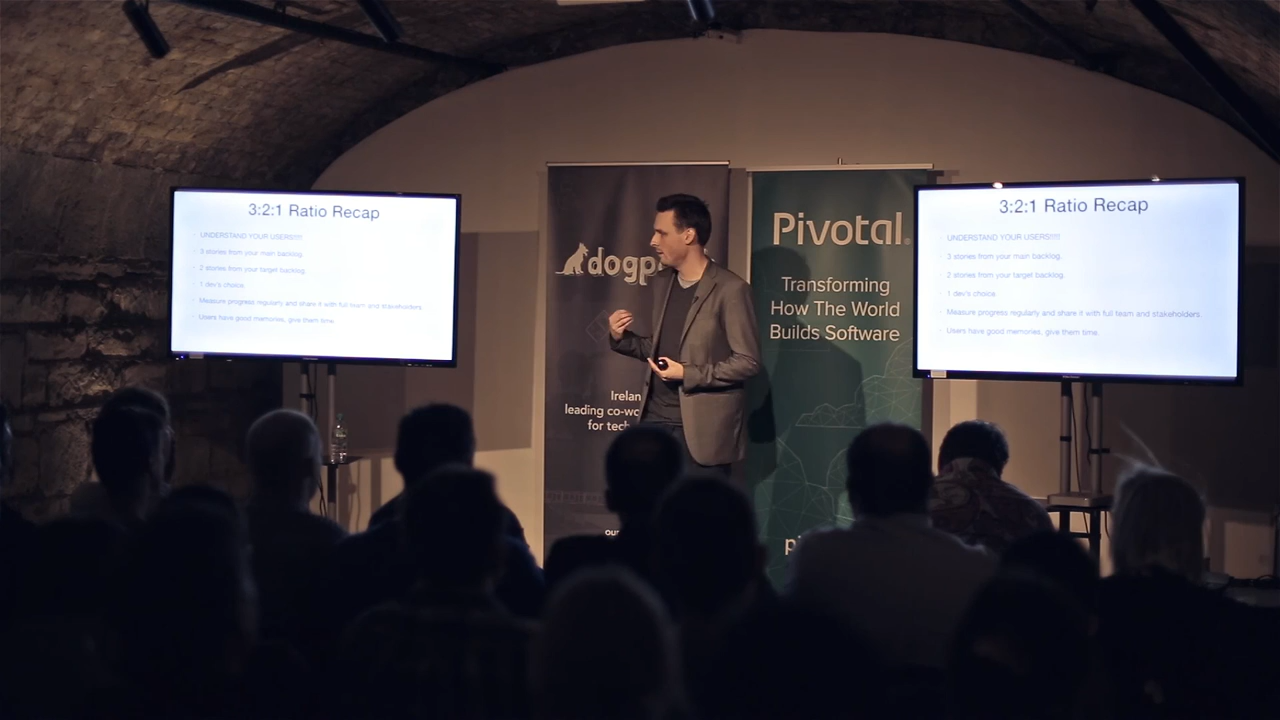 3:2:1 Ratio Recap
UNDERSTAND YOUR USERS!!!!!
3 stories from your main backlog.
2 stories from your target backlog.
1 dev's choice
Measure progress regularly and share it with full team and stakeholders.
Users have good memories, give them time.
dogp
Irelan
leading co-wo
for tech
our
Pivotal
Transforming
How The World
Builds Software
pi
3:2:1 Ratio Recap
UNDERSTAND YOUR USERS!!!!!
3 stories from your main backlog.
2 stories from your target backlog.
1 dev's choice
Measure progress regularly and share it with full team and stakeholders.
Users have good memories, give them time.